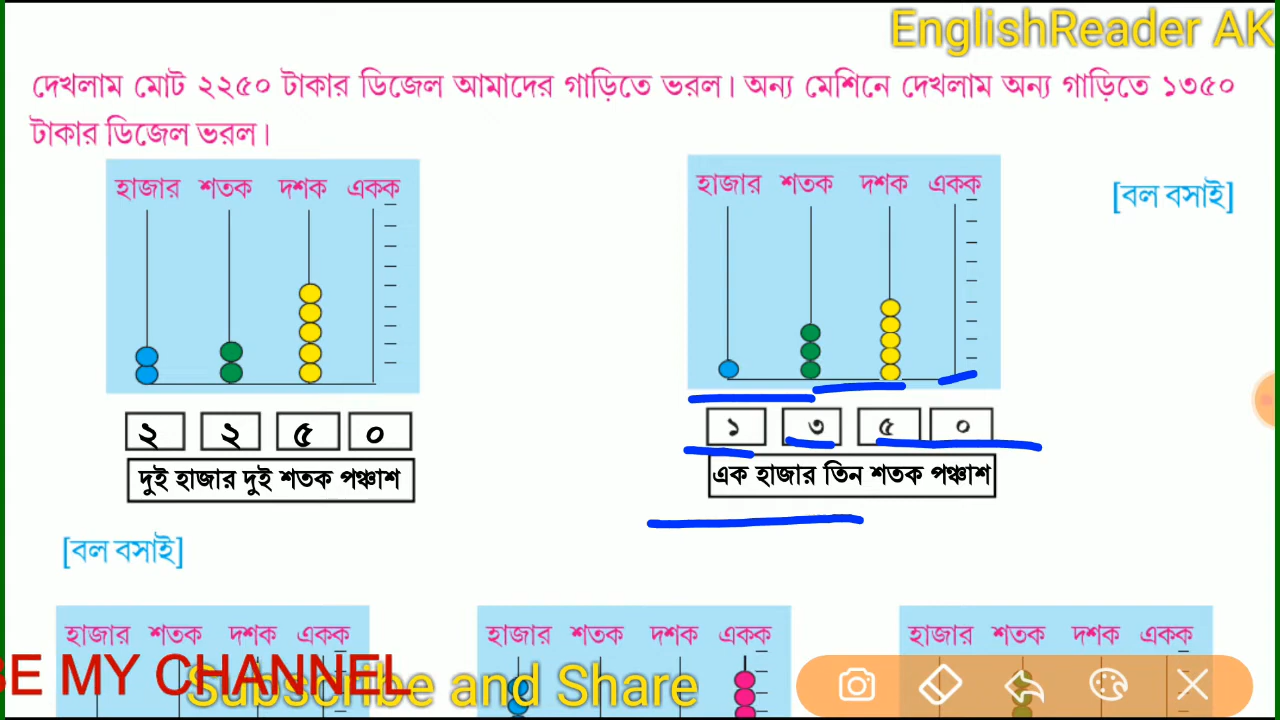 EnglishReader AK
দেখলাম মোট ২২৫০ টাকার ডিজেল আমাদের গাড়িতে ভরল। অন্য মেশিনে দেখলাম অন্য গাড়িতে ১৩৫০
টাকার ডিজেল ভরল।
হাজার শতক দশক একক
হাজার শতক দশক একক
[বল বসাই]
২ ২ ৫ ০
১ ৩ ৫ ০
দুই হাজার দুই শতক পঞ্চাশ
এক হাজার তিন শতক পঞ্চাশ
[বল বসাই]
হাজার শতক দশক একক
হাজার শতক দশক একক
হাজার শতক দশক একক
BE MY CHANNEL
Subscribe and Share